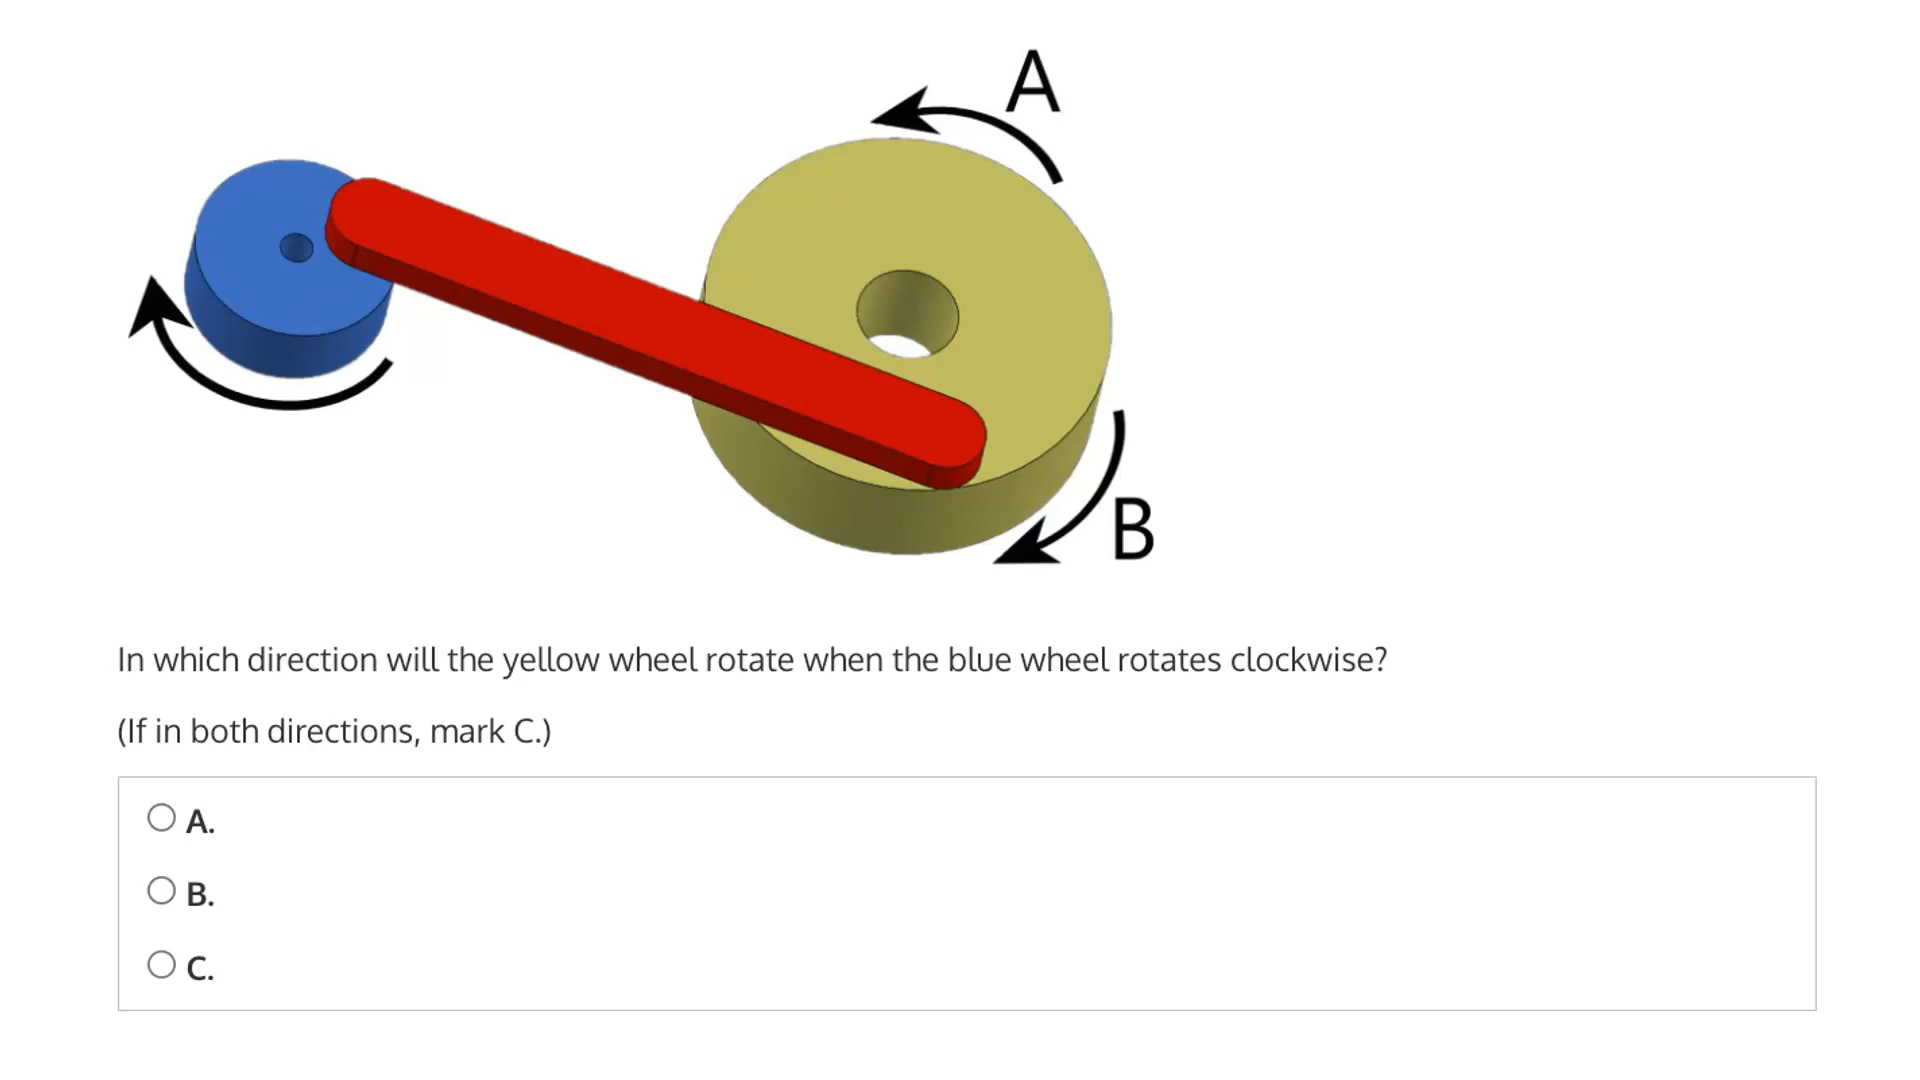 A
B
In which direction will the yellow wheel rotate when the blue wheel rotates clockwise?
(If in both directions, mark C.)
A.
B.
C.